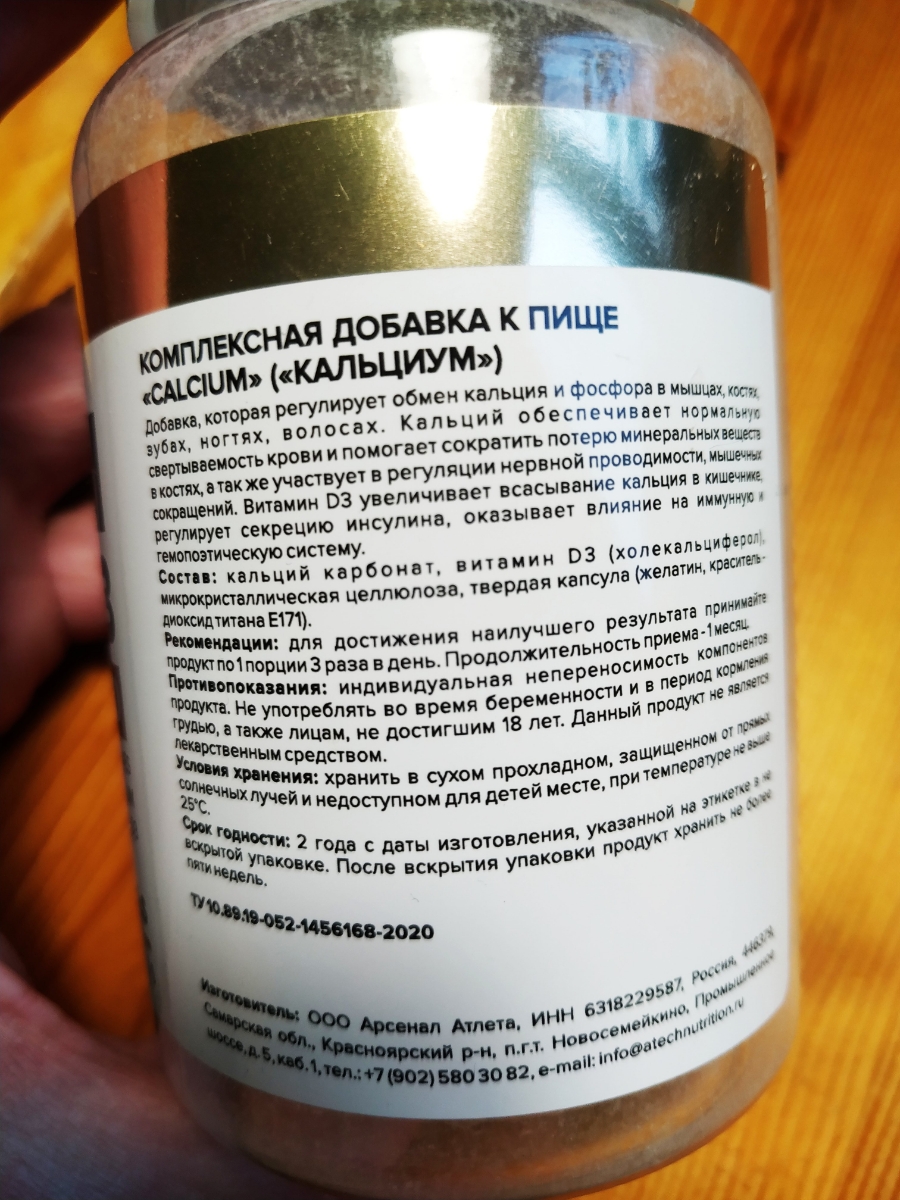 КОМПЛЕКСНАЯ ДОБАВКА К ПИЩЕ
«CALCIUM» («КАЛЬЦИУМ»)
Добавка, которая регулирует обмен кальция и фосфора в мышцах, костях,
зубах, ногтях, волосах. Кальций обеспечивает нормальную
свертываемость крови и помогает сократить потерю минеральных веществ
в костях, а так же участвует в регуляции нервной проводимости, мышечных
сокращений. Витамин D3 увеличивает всасывание кальция в кишечнике,
регулирует секрецию инсулина, оказывает влияние на иммунную и
гемопоэтическую систему.
Состав: кальций карбонат, витамин D3 (холекальциферол),
микрокристаллическая целлюлоза, твердая капсула (желатин, краситель-
диоксид титана Е171).
Рекомендации: для достижения наилучшего результата принимайте
продукт по 1 порции 3 раза в день. Продолжительность приема - 1 месяц.
Противопоказания: индивидуальная непереносимость компонентов
продукта. Не употреблять во время беременности и в период кормления
грудью, а также лицам, не достигшим 18 лет. Данный продукт не является
лекарственным средством.
Условия хранения: хранить в сухом прохладном, защищенном от прямых
солнечных лучей и недоступном для детей месте, при температуре не выше
25°С.
Срок годности: 2 года с даты изготовления, указанной на этикетке в не
вскрытой упаковке. После вскрытия упаковки продукт хранить не более
пяти недель.
ТУ 10.89.19-052-1456168-2020
Изготовитель: ООО Арсенал Атлета, ИНН 6318229587, Россия, 446379,
Самарская обл., Красноярский р-н, п.г.т. Новосемейкино, Промышленное
шоссе, д. 5, каб. 1, тел.: +7 (902) 580 30 82, e-mail: info@atechnutrition.ru